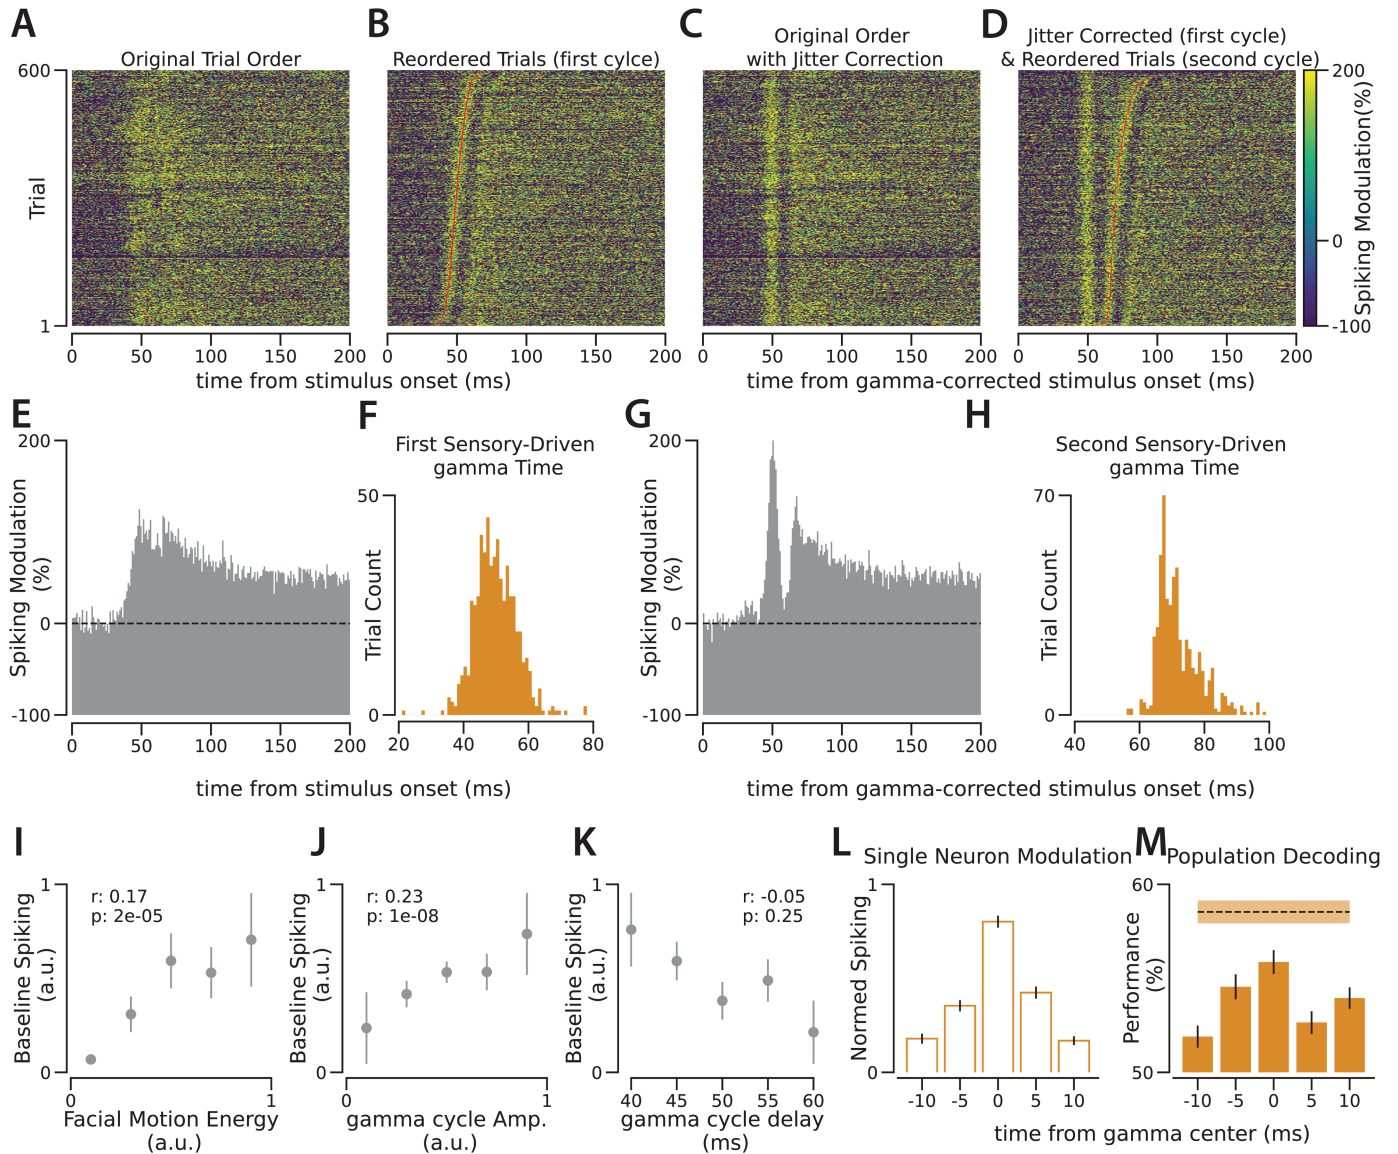 A
B
C
D
Original Trial Order
Reordered Trials (first cylce)
Original Order
with Jitter Correction
Jitter Corrected (first cycle)
& Reordered Trials (second cycle)
600
Trial
1
0 50 100 150 200
0 50 100 150 200
0 50 100 150 200
0 50 100 150 200
time from stimulus onset (ms)
time from gamma-corrected stimulus onset (ms)
200
0
-100
Spiking Modulation(%)
E
F
G
H
200
0
-100
Spiking Modulation
(%)
0 50 100 150 200
First Sensory-Driven
gamma Time
50
0
Trial Count
20 40 60 80
time from stimulus onset (ms)
200
0
-100
Spiking Modulation
(%)
0 50 100 150 200
Second Sensory-Driven
gamma Time
70
0
Trial Count
40 60 80 100
time from gamma-corrected stimulus onset (ms)
I
J
K
L
M
1
0
Baseline Spiking
(a.u.)
r: 0.17
p: 2e-05
0 1
Facial Motion Energy
(a.u.)
1
0
Baseline Spiking
(a.u.)
r: 0.23
p: 1e-08
0 1
gamma cycle Amp.
(a.u.)
1
0
Baseline Spiking
(a.u.)
r: -0.05
p: 0.25
40 45 50 55 60
gamma cycle delay
(ms)
Single Neuron Modulation
1
0
Normed Spiking
-10 -5 0 5 10
Population Decoding
60
50
Performance
(%)
-10 -5 0 5 10
time from gamma center (ms)